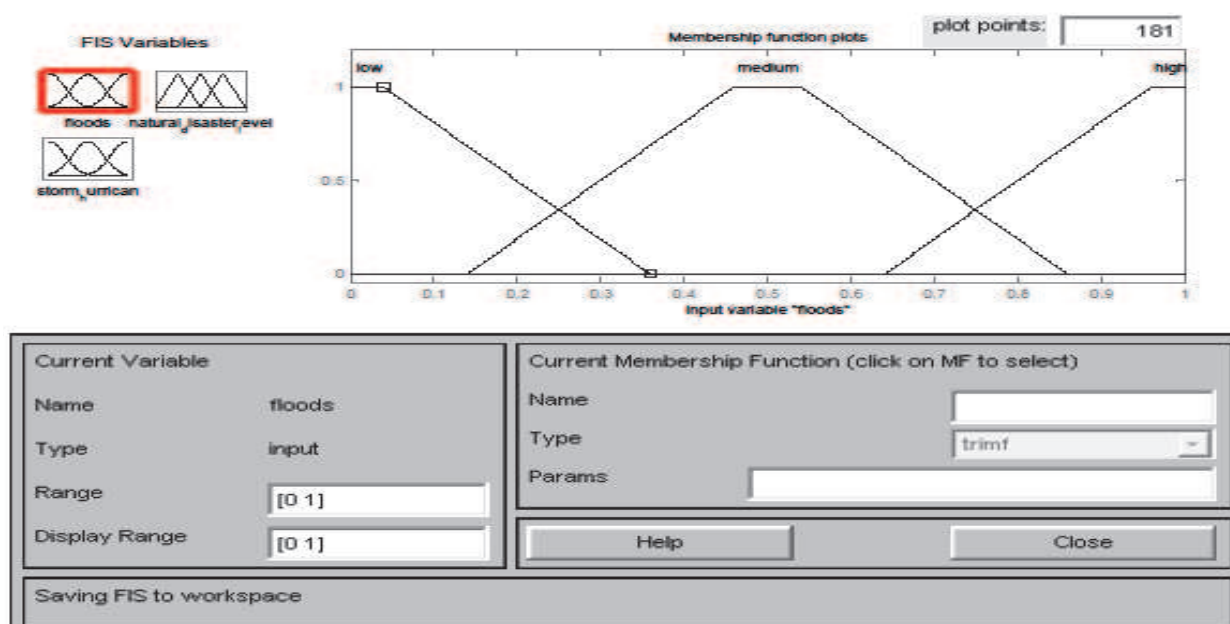 FIS Variables
floods
natural_disaster_level
storm_hurrican
Membership function plots
plot points:
181
low
medium
high
1
0.5
0
0 0.1 0.2 0.3 0.4 0.5 0.6 0.7 0.8 0.9 1
Input variable "floods"
Current Variable
Name floods
Type input
Range [0 1]
Display Range [0 1]
Current Membership Function (click on MF to select)
Name
Type trimf
Params
Help Close
Saving FIS to workspace